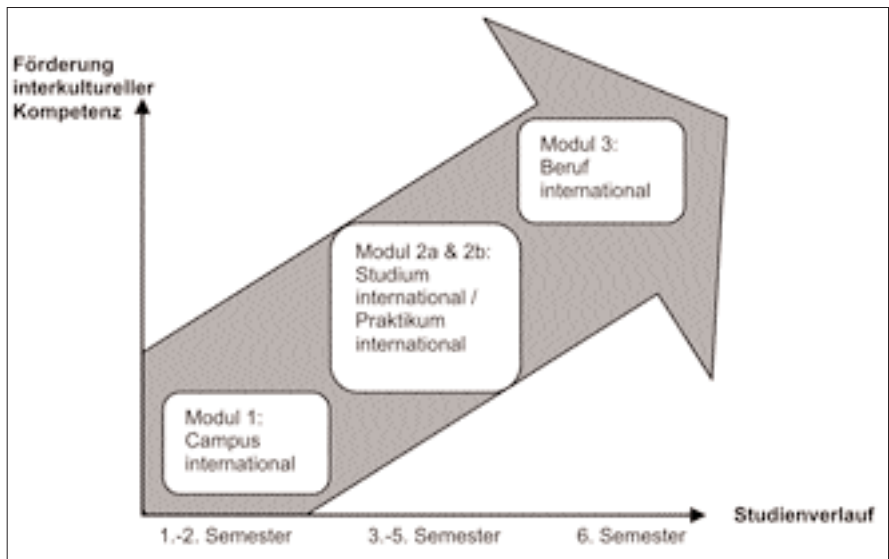 Förderung
interkultureller
Kompetenz
Modul 3:
Beruf
international
Modul 2a & 2b:
Studium
international /
Praktikum
international
Modul 1:
Campus
international
Studienverlauf
1.-2. Semester
3.-5. Semester
6. Semester